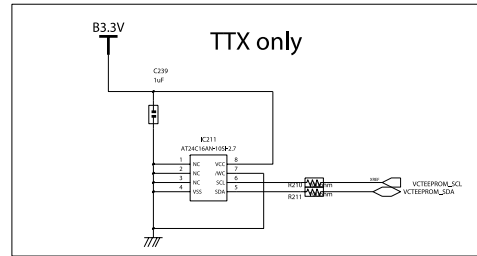 B3.3V
TTX only
C239
1uF
IC211
AT24C16AN-10SI-2.7
1 NC VCC 8
2 NC /WC 7
3 NC SCL 6
4 VSS SDA 5
R210
R211
XREF
VCTEEPROM_SCL
VCTEEPROM_SDA